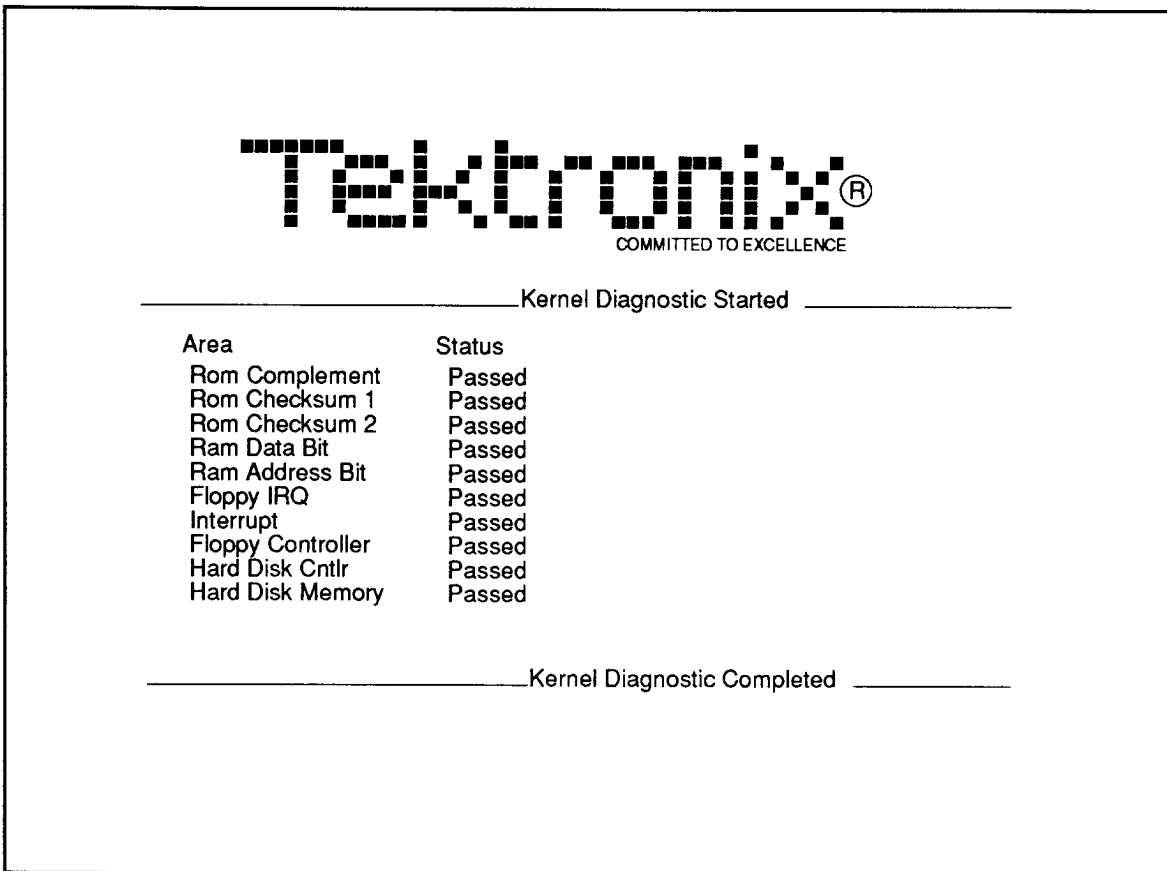 Tektronix®
COMMITTED TO EXCELLENCE
Kernel Diagnostic Started
Area Status
Rom Complement Passed
Rom Checksum 1 Passed
Rom Checksum 2 Passed
Ram Data Bit Passed
Ram Address Bit Passed
Floppy IRQ Passed
Interrupt Passed
Floppy Controller Passed
Hard Disk Cntlr Passed
Hard Disk Memory Passed
Kernel Diagnostic Completed